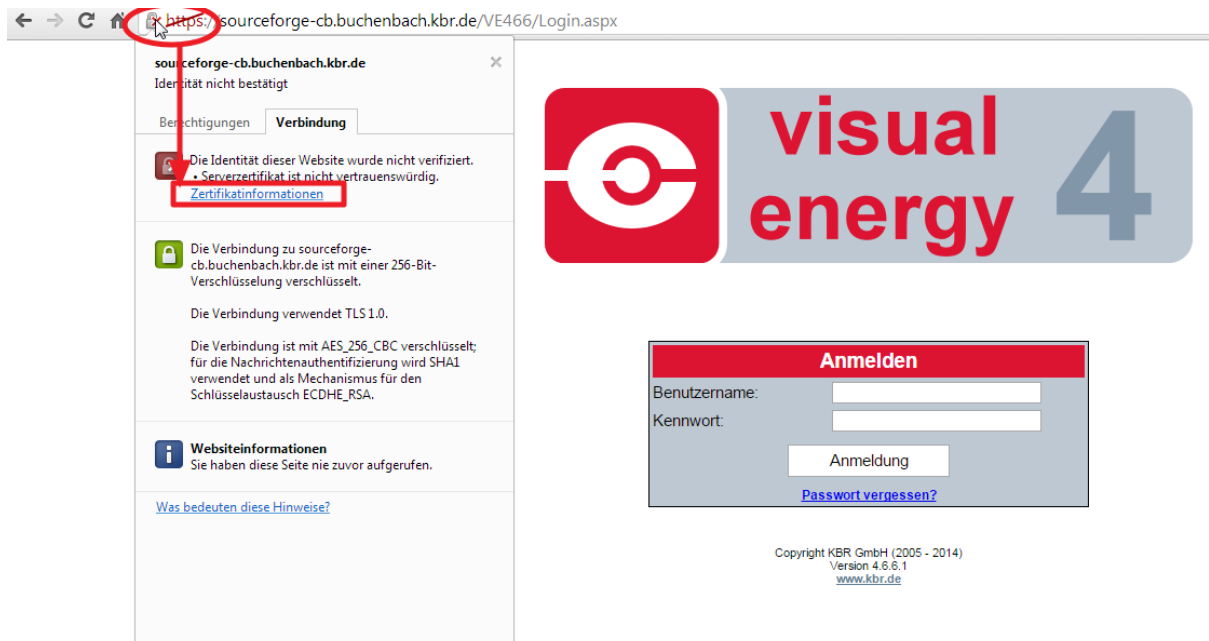 https://sourceforge-cb.buchenbach.kbr.de/VE466/Login.aspx
sourceforge-cb.buchenbach.kbr.de
Identität nicht bestätigt
Berechtigungen Verbindung
Die Identität dieser Website wurde nicht verifiziert.
• Serverzertifikat ist nicht vertrauenswürdig.
Zertifikatinformationen
Die Verbindung zu sourceforge-
cb.buchenbach.kbr.de ist mit einer 256-Bit-
Verschlüsselung verschlüsselt.
Die Verbindung verwendet TLS 1.0.
Die Verbindung ist mit AES_256_CBC verschlüsselt;
für die Nachrichtenauthentifizierung wird SHA1
verwendet und als Mechanismus für den
Schlüsselaustausch ECDHE_RSA.
Websiteinformationen
Sie haben diese Seite nie zuvor aufgerufen.
Was bedeuten diese Hinweise?
visual
energy
4
Anmelden
Benutzername:
Kennwort:
Anmeldung
Passwort vergessen?
Copyright KBR GmbH (2005 - 2014)
Version 4.6.6.1
www.kbr.de